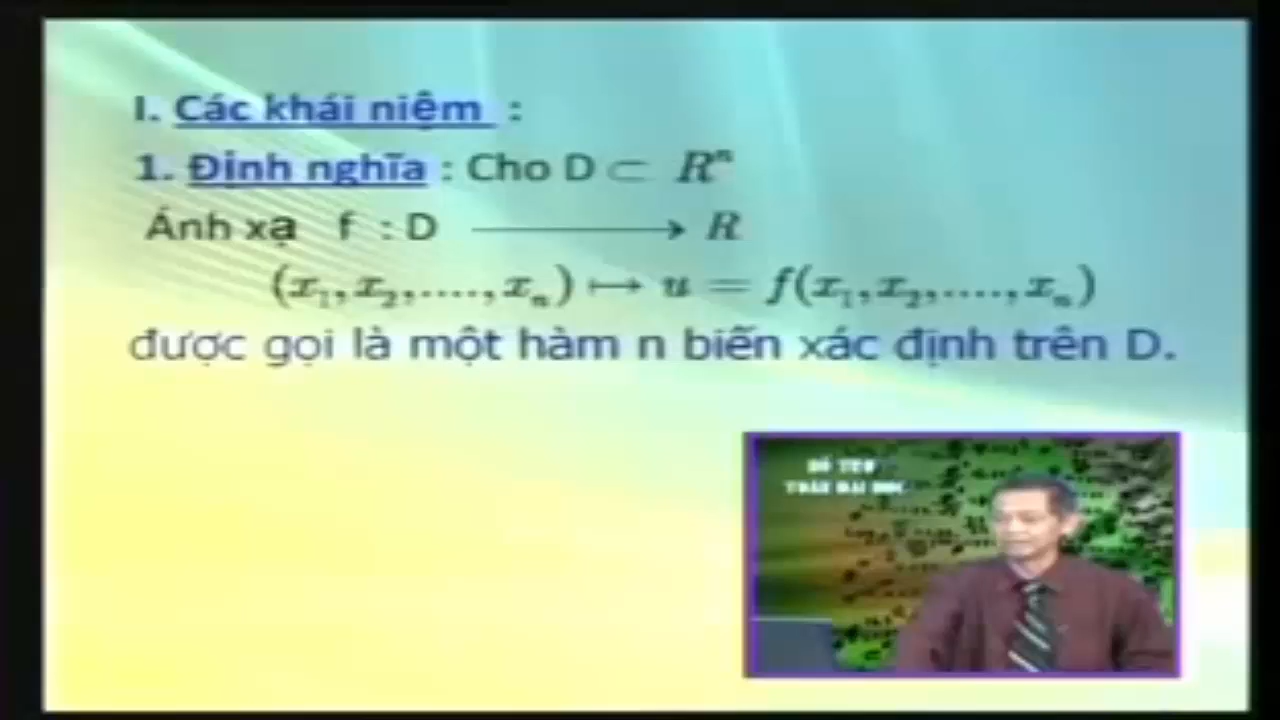 I. Các khái niệm :
1. Định nghĩa : Cho D ⊂ Rⁿ
Ánh xạ f : D ⟶ R
(x₁,x₂,....,xₙ) ↦ u = f(x₁,x₂,....,xₙ)
được gọi là một hàm n biến xác định trên D.